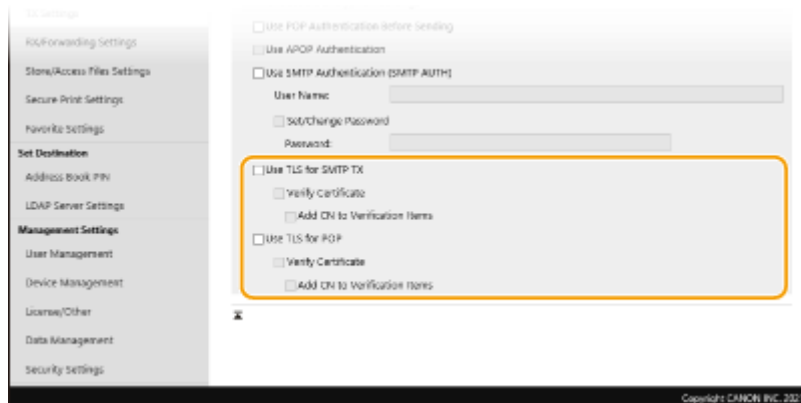 TX Settings
RX/Forwarding Settings
Store/Access Files Settings
Secure Print Settings
Favorite Settings
Set Destination
Address Book PIN
LDAP Server Settings
Management Settings
User Management
Device Management
License/Other
Data Management
Security Settings
Use POP Authentication Before Sending
Use APOP Authentication
Use SMTP Authentication (SMTP AUTH)
User Name:
Set/Change Password
Password:
Use TLS for SMTP TX
Verify Certificate
Add CN to Verification Items
Use TLS for POP
Verify Certificate
Add CN to Verification Items
Copyright CANON INC. 202